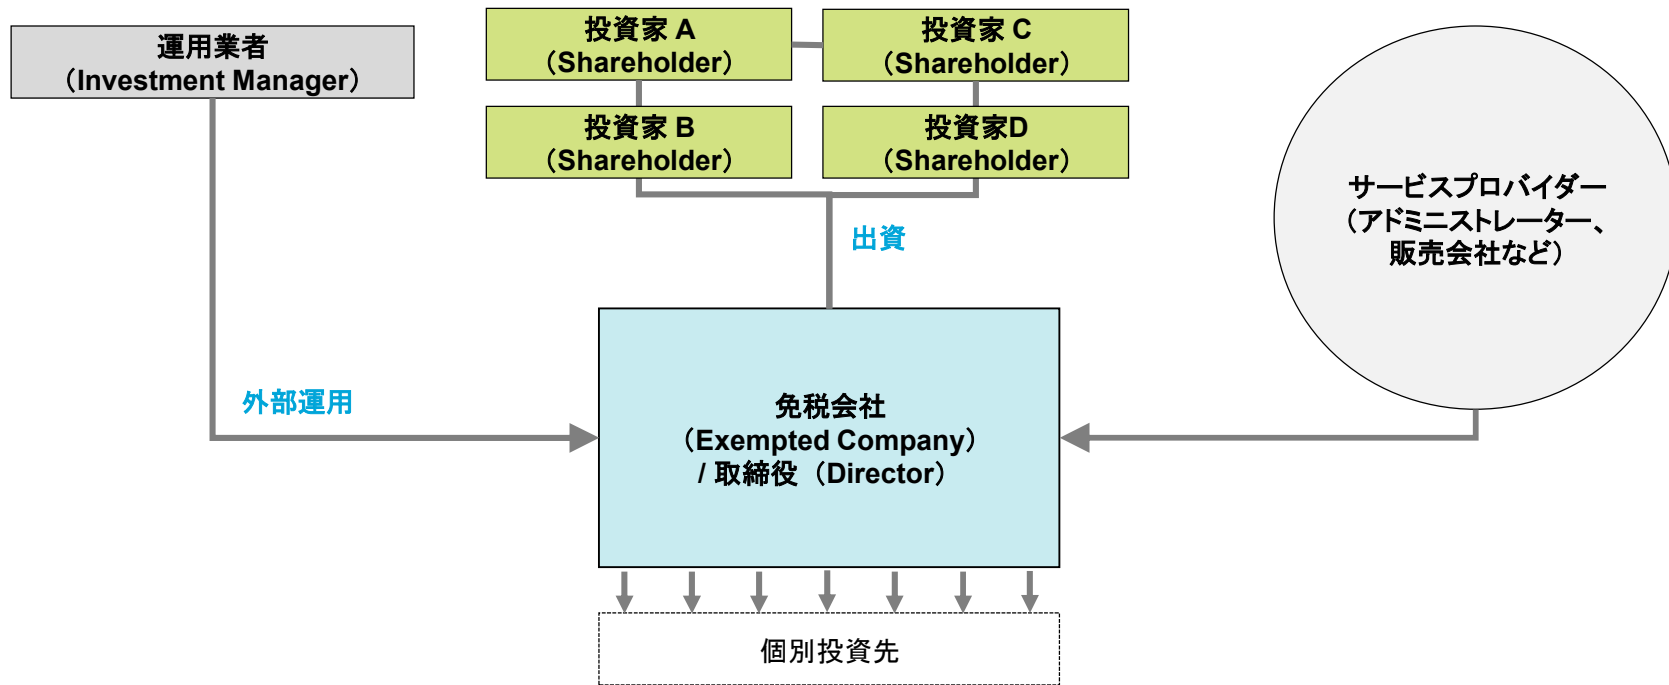 運用業者
（Investment Manager）
投資家 A
（Shareholder）
投資家 C
（Shareholder）
投資家 B
（Shareholder）
投資家D
（Shareholder）
サービスプロバイダー
（アドミニストレーター、
販売会社など）
出資
外部運用
免税会社
（Exempted Company）
/ 取締役（Director）
個別投資先